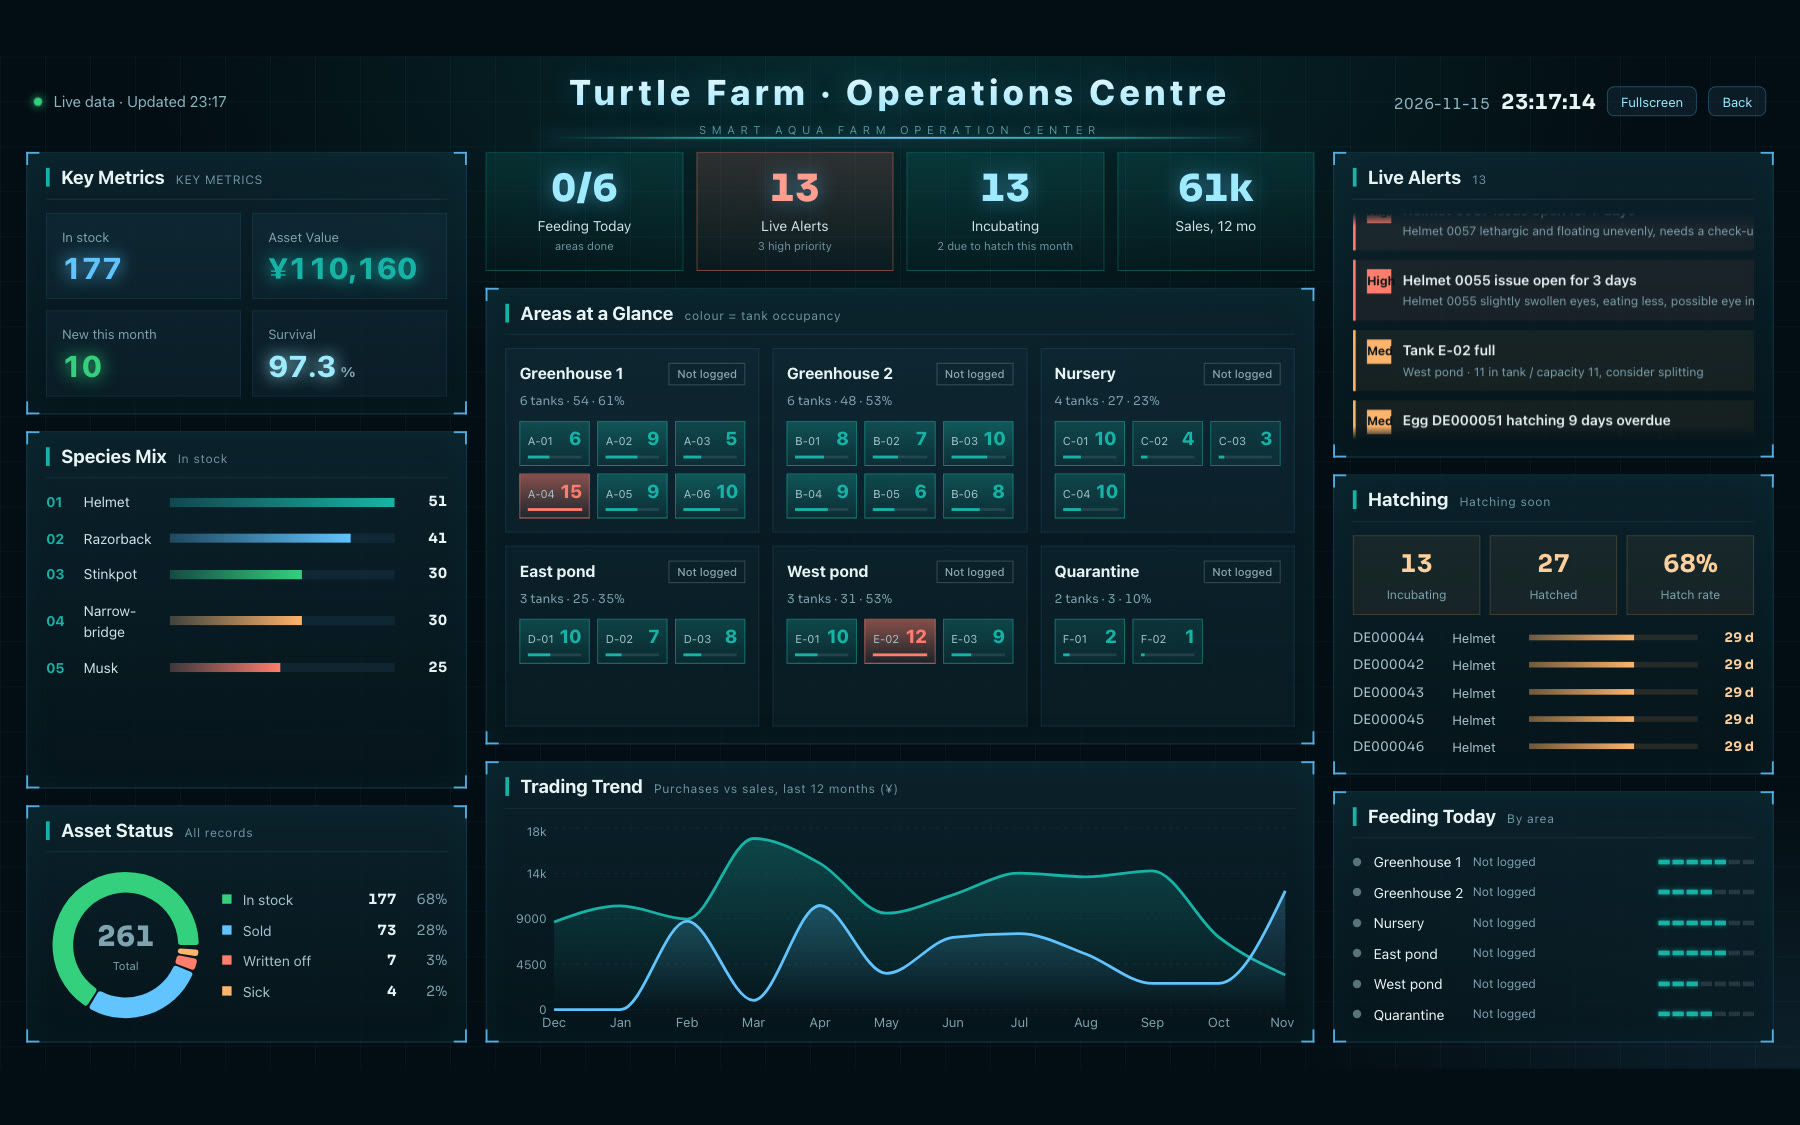 Live data · Updated 23:17
Turtle Farm · Operations Centre
SMART AQUA FARM OPERATION CENTER
2026-11-15 23:17:14 Fullscreen Back
Key Metrics KEY METRICS
In stock
177
Asset Value
¥110,160
New this month
10
Survival
97.3 %
Species Mix In stock
01 Helmet 51
02 Razorback 41
03 Stinkpot 30
04 Narrow-
bridge 30
05 Musk 25
Asset Status All records
261
Total
In stock 177 68%
Sold 73 28%
Written off 7 3%
Sick 4 2%
0/6
Feeding Today
areas done
13
Live Alerts
3 high priority
13
Incubating
2 due to hatch this month
61k
Sales, 12 mo
Areas at a Glance colour = tank occupancy
Greenhouse 1 Not logged
6 tanks · 54 · 61%
A-01 6 A-02 9 A-03 5
A-04 15 A-05 9 A-06 10
Greenhouse 2 Not logged
6 tanks · 48 · 53%
B-01 8 B-02 7 B-03 10
B-04 9 B-05 6 B-06 8
Nursery Not logged
4 tanks · 27 · 23%
C-01 10 C-02 4 C-03 3
C-04 10
East pond Not logged
3 tanks · 25 · 35%
D-01 10 D-02 7 D-03 8
West pond Not logged
3 tanks · 31 · 53%
E-01 10 E-02 12 E-03 9
Quarantine Not logged
2 tanks · 3 · 10%
F-01 2 F-02 1
Trading Trend Purchases vs sales, last 12 months (¥)
18k
14k
9000
4500
0
Dec Jan Feb Mar Apr May Jun Jul Aug Sep Oct Nov
Live Alerts 13
Helmet 0057 issue open for 7 days
Helmet 0057 lethargic and floating unevenly, needs a check-u
High Helmet 0055 issue open for 3 days
Helmet 0055 slightly swollen eyes, eating less, possible eye in
Med Tank E-02 full
West pond · 11 in tank / capacity 11, consider splitting
Med Egg DE000051 hatching 9 days overdue
Hatching Hatching soon
13
Incubating
27
Hatched
68%
Hatch rate
DE000044 Helmet 29 d
DE000042 Helmet 29 d
DE000043 Helmet 29 d
DE000045 Helmet 29 d
DE000046 Helmet 29 d
Feeding Today By area
Greenhouse 1 Not logged
Greenhouse 2 Not logged
Nursery Not logged
East pond Not logged
West pond Not logged
Quarantine Not logged